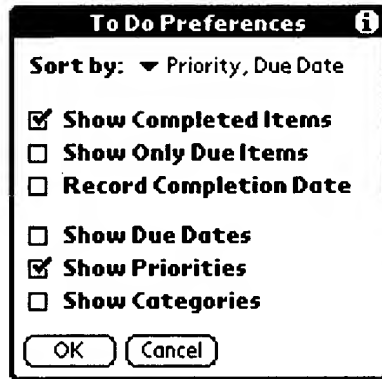 To Do Preferences i
Sort by: Priority, Due Date
Show Completed Items
Show Only Due Items
Record Completion Date
Show Due Dates
Show Priorities
Show Categories
OK Cancel